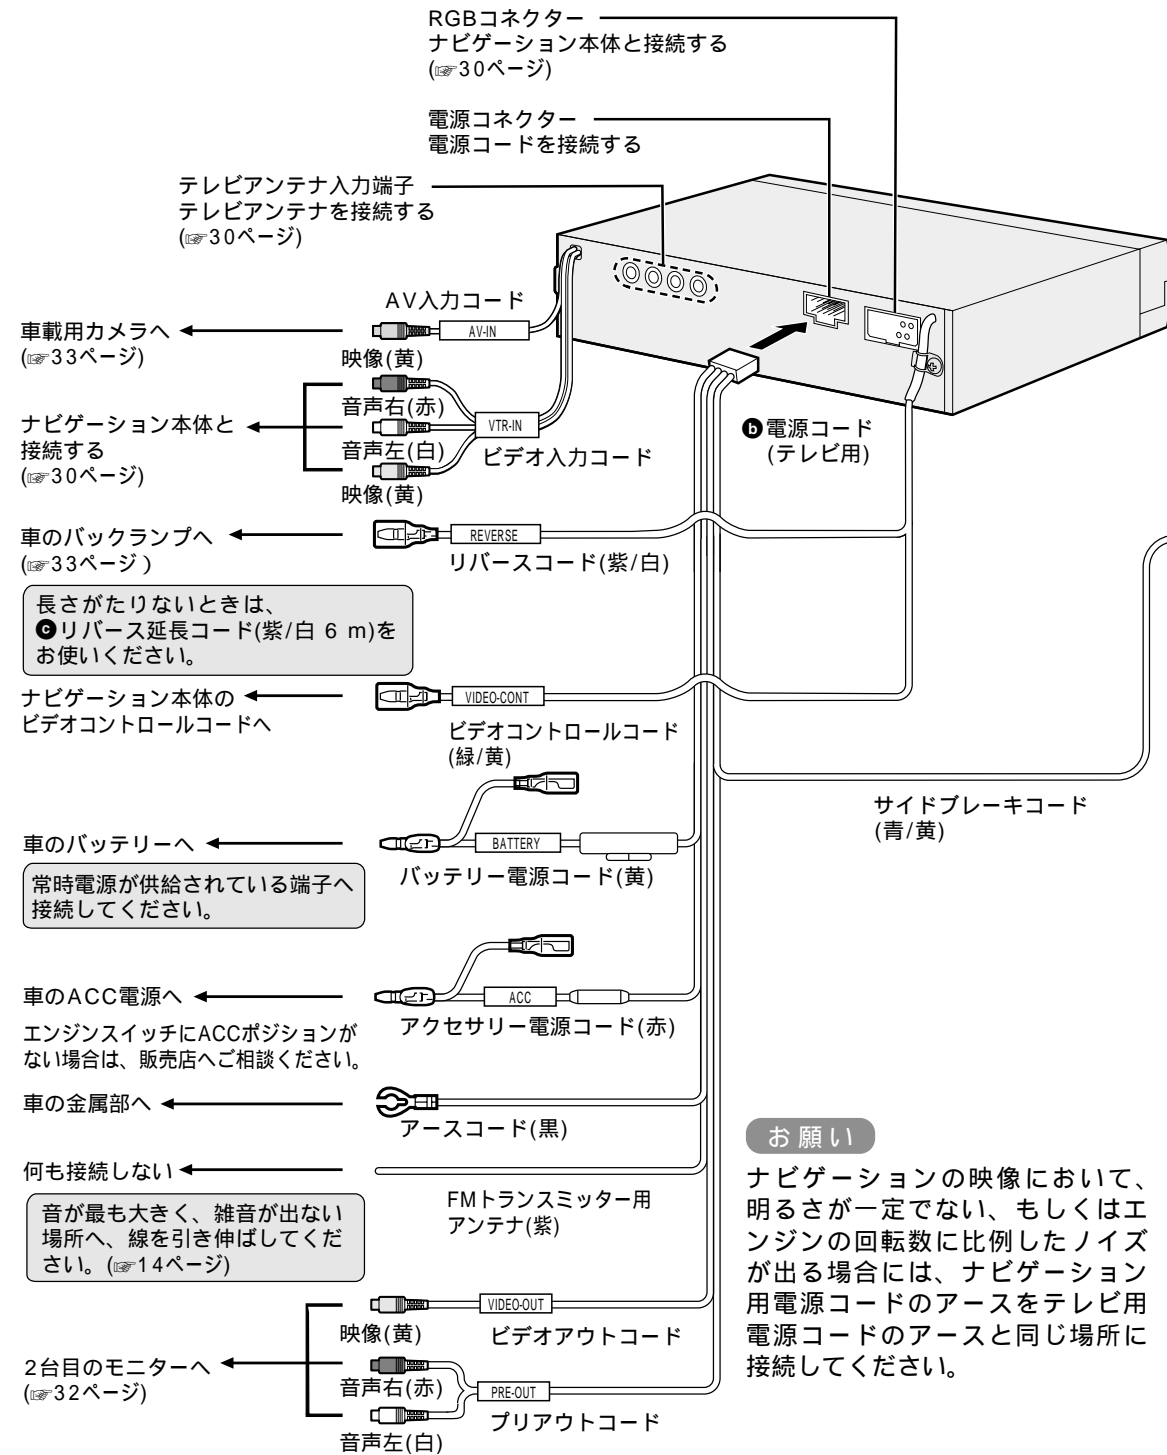 RGBコネクター
ナビゲーション本体と接続する
(☞30ページ)
電源コネクター
電源コードを接続する
テレビアンテナ入力端子
テレビアンテナを接続する
(☞30ページ)
AV入力コード
車載用カメラへ
(☞33ページ)
AV-IN
映像(黄)
音声右(赤)
ナビゲーション本体と
接続する
(☞30ページ)
VTR-IN
音声左(白)
ビデオ入力コード
映像(黄)
ⓑ電源コード
(テレビ用)
車のバックランプへ
(☞33ページ)
REVERSE
リバースコード(紫/白)
長さがたりないときは、
ⓒリバース延長コード(紫/白 6 m)を
お使いください。
ナビゲーション本体の
ビデオコントロールコードへ
VIDEO-CONT
ビデオコントロールコード
(緑/黄)
サイドブレーキコード
(青/黄)
車のバッテリーへ
BATTERY
バッテリー電源コード(黄)
常時電源が供給されている端子へ
接続してください。
車のACC電源へ
ACC
アクセサリー電源コード(赤)
エンジンスイッチにACCポジションが
ない場合は、販売店へご相談ください。
車の金属部へ
アースコード(黒)
何も接続しない
FMトランスミッター用
アンテナ(紫)
音が最も大きく、雑音が出ない
場所へ、線を引き伸ばしてくだ
さい。(☞14ページ)
VIDEO-OUT
映像(黄)
ビデオアウトコード
2台目のモニターへ
(☞32ページ)
音声右(赤)
PRE-OUT
プリアウトコード
音声左(白)
お願い
ナビゲーションの映像において、
明るさが一定でない、もしくはエ
ンジンの回転数に比例したノイズ
が出る場合には、ナビゲーション
用電源コードのアースをテレビ用
電源コードのアースと同じ場所に
接続してください。